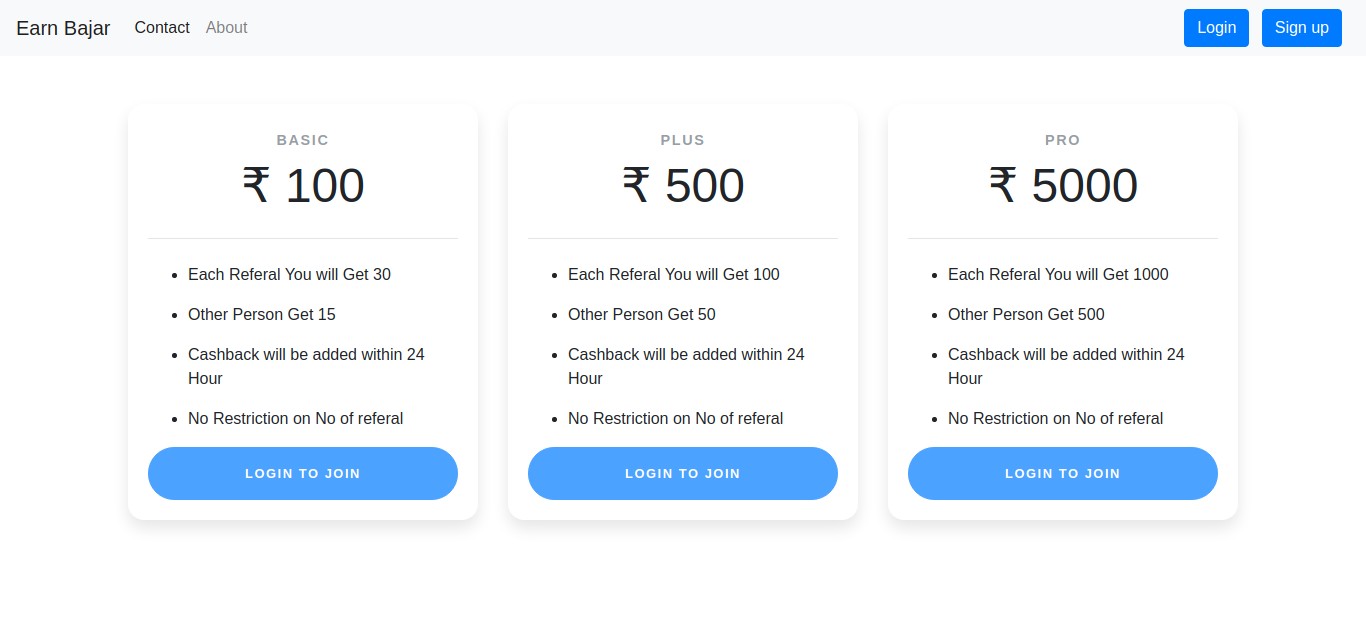 Earn Bajar Contact About Login Sign up
BASIC
₹ 100
Each Referal You will Get 30
Other Person Get 15
Cashback will be added within 24
Hour
No Restriction on No of referal
LOGIN TO JOIN
PLUS
₹ 500
Each Referal You will Get 100
Other Person Get 50
Cashback will be added within 24
Hour
No Restriction on No of referal
LOGIN TO JOIN
PRO
₹ 5000
Each Referal You will Get 1000
Other Person Get 500
Cashback will be added within 24
Hour
No Restriction on No of referal
LOGIN TO JOIN